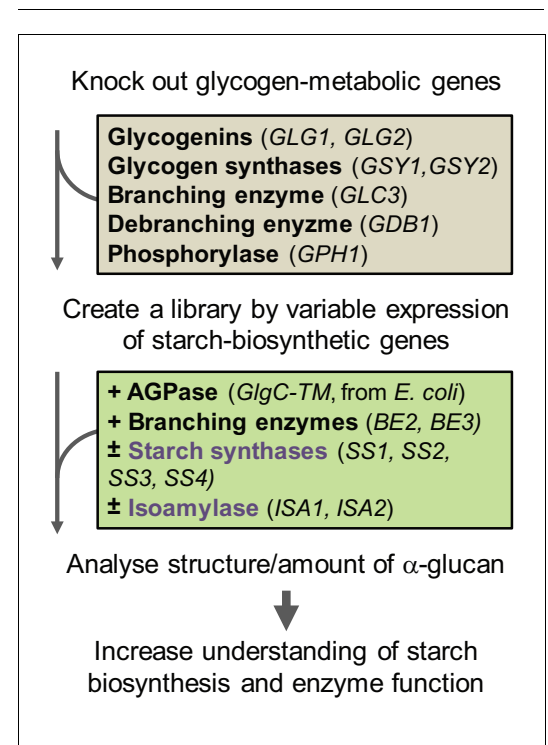 Knock out glycogen-metabolic genes
Glycogenins (GLG1, GLG2)
Glycogen synthases (GSY1,GSY2)
Branching enzyme (GLC3)
Debranching enyzme (GDB1)
Phosphorylase (GPH1)
Create a library by variable expression
of starch-biosynthetic genes
+ AGPase (GlgC-TM, from E. coli)
+ Branching enzymes (BE2, BE3)
± Starch synthases (SS1, SS2,
SS3, SS4)
± Isoamylase (ISA1, ISA2)
Analyse structure/amount of α-glucan
Increase understanding of starch
biosynthesis and enzyme function